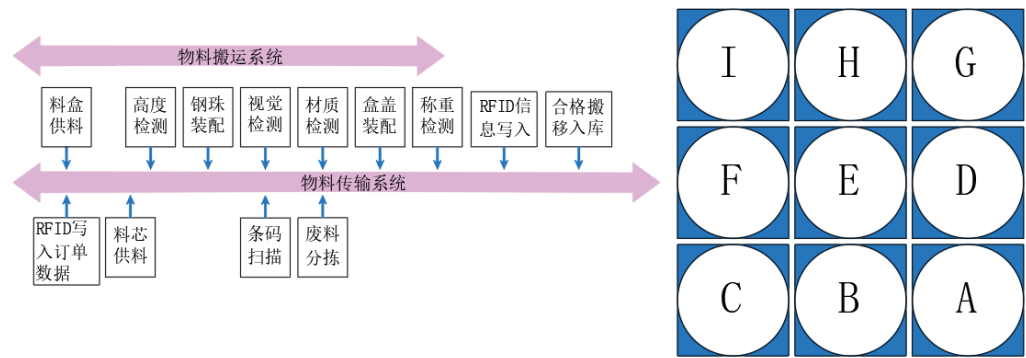 物料搬运系统
料盒
供料
高度
检测
钢珠
装配
视觉
检测
材质
检测
盒盖
装配
称重
检测
RFID信
息写入
合格搬
移入库
物料传输系统
RFID写
入订单
数据
料芯
供料
条码
扫描
废料
分拣
I H G
F E D
C B A